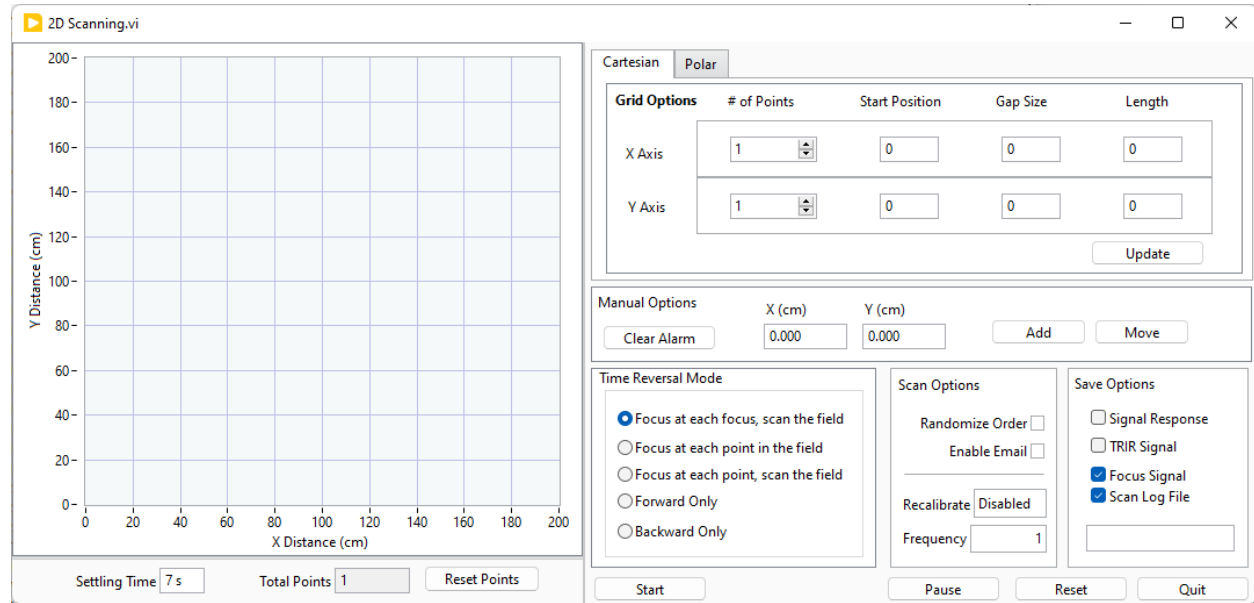 2D Scanning.vi
200
180
160
140
120
100
80
60
40
20
0
Y Distance (cm)
0 20 40 60 80 100 120 140 160 180 200
X Distance (cm)
Settling Time 7 s Total Points 1 Reset Points
Cartesian Polar
Grid Options # of Points Start Position Gap Size Length
X Axis 1 0 0 0
Y Axis 1 0 0 0
Update
Manual Options
X (cm) Y (cm)
Clear Alarm 0.000 0.000 Add Move
Time Reversal Mode
Focus at each focus, scan the field
Focus at each point in the field
Focus at each point, scan the field
Forward Only
Backward Only
Scan Options
Randomize Order
Enable Email
Recalibrate Disabled
Frequency 1
Save Options
Signal Response
TRIR Signal
Focus Signal
Scan Log File
Start Pause Reset Quit